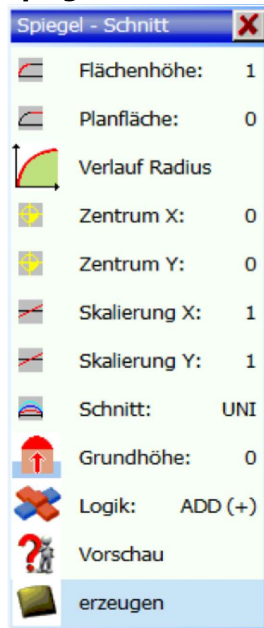 Spiegel - Schnitt
Flächenhöhe: 1
Planfläche: 0
Verlauf Radius
Zentrum X: 0
Zentrum Y: 0
Skalierung X: 1
Skalierung Y: 1
Schnitt: UNI
Grundhöhe: 0
Logik: ADD (+)
Vorschau
erzeugen